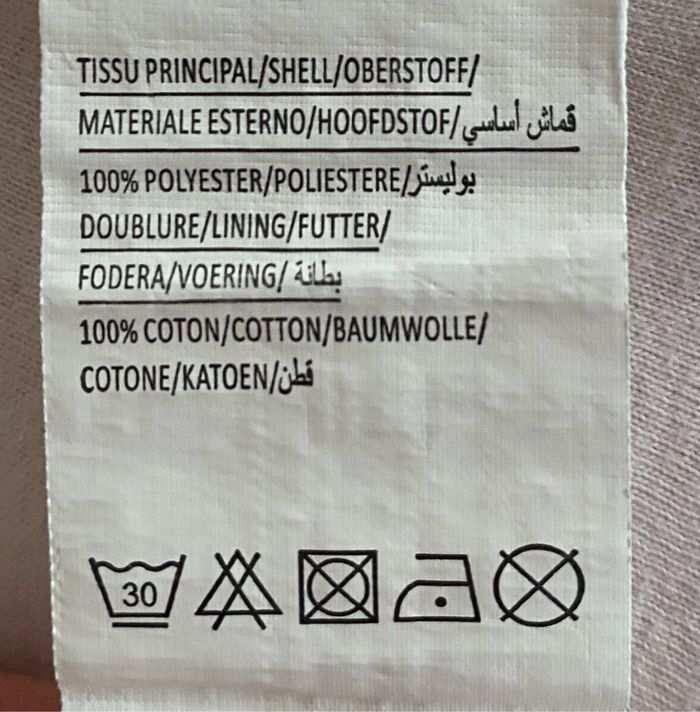 TISSU PRINCIPAL/SHELL/OBERSTOFF/
MATERIALE ESTERNO/HOOFDSTOF/قماش أساسي
100% POLYESTER/POLIESTERE/بوليستر
DOUBLURE/LINING/FUTTER/
FODERA/VOERING/ بطانة
100% COTON/COTTON/BAUMWOLLE/
COTONE/KATOEN/قطن
30